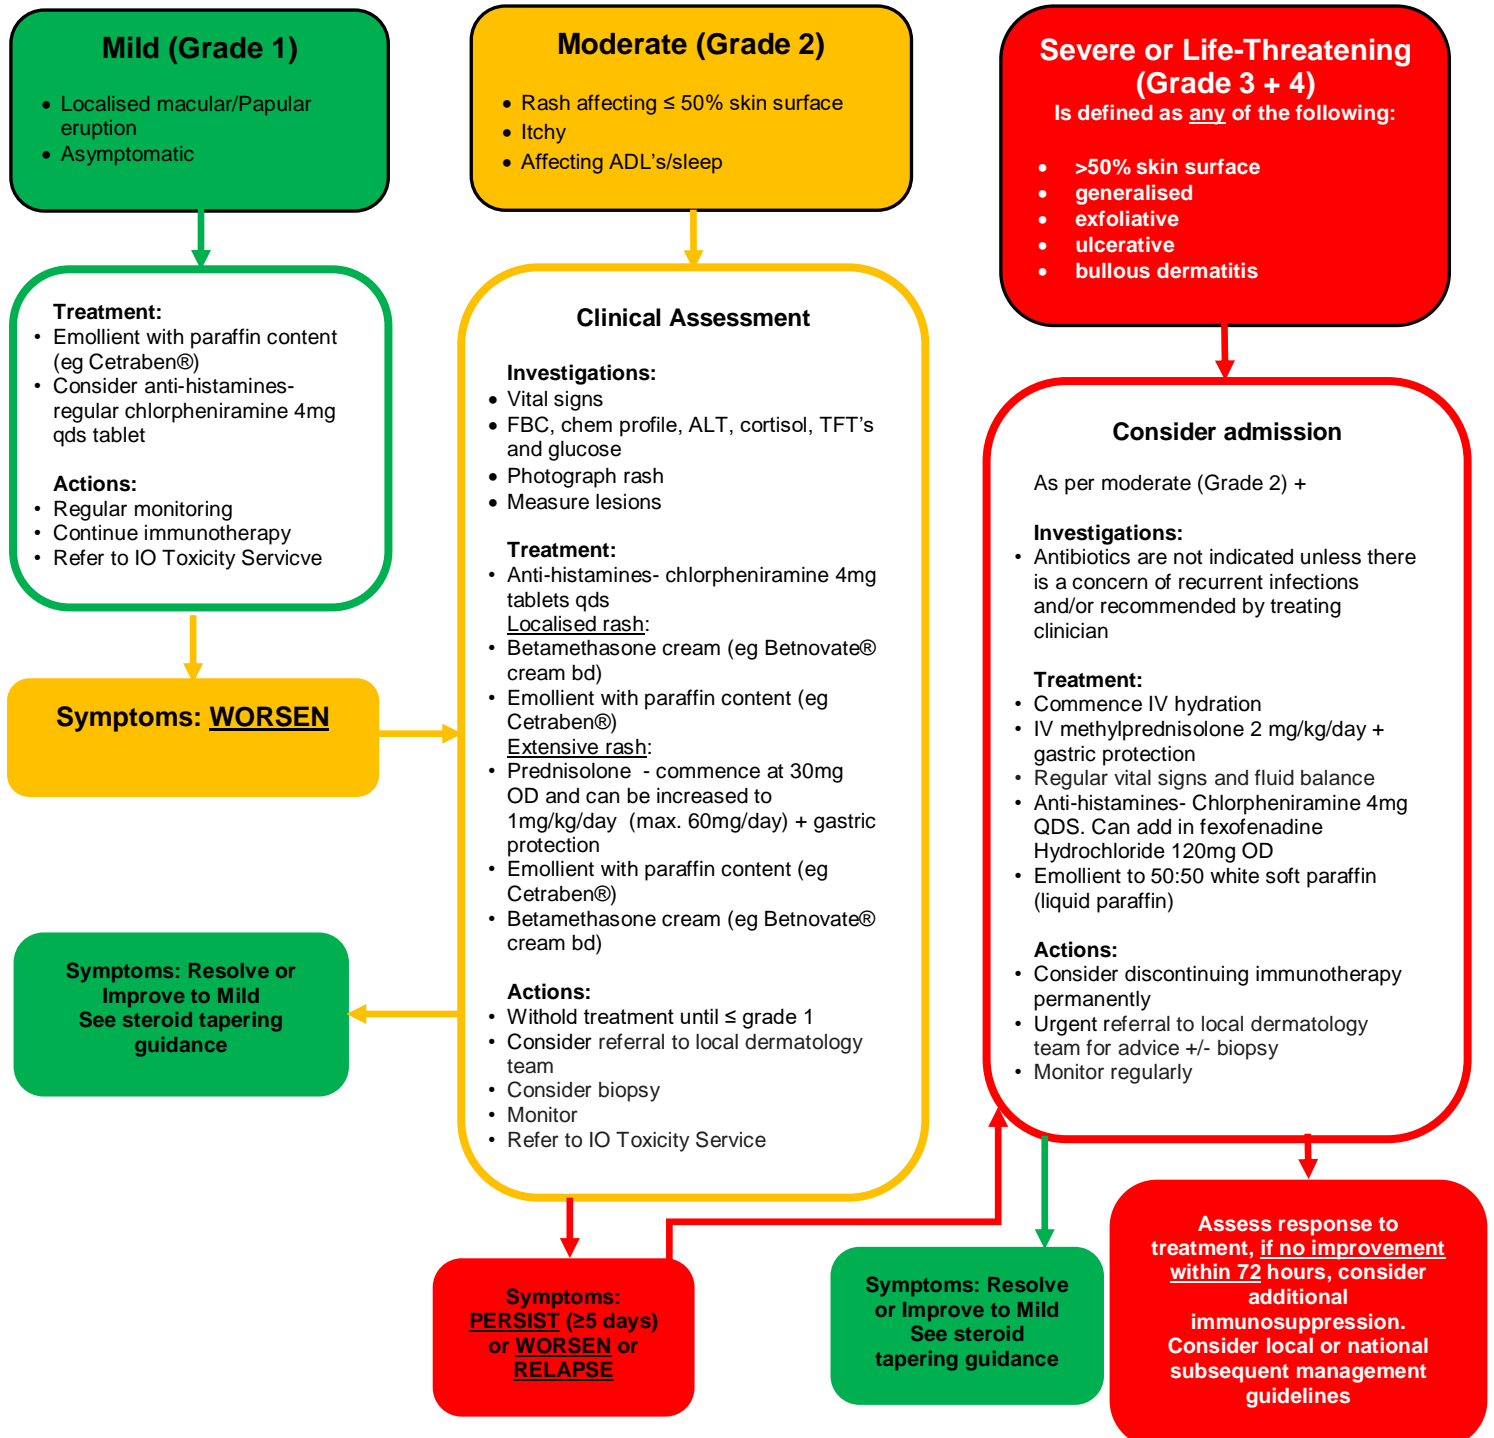 Mild (Grade 1)
• Localised macular/Papular
eruption
• Asymptomatic
Treatment:
• Emollient with paraffin content
(eg Cetraben®)
• Consider anti-histamines-
regular chlorpheniramine 4mg
qds tablet
Actions:
• Regular monitoring
• Continue immunotherapy
• Refer to IO Toxicity Servicve
Symptoms: WORSEN
Symptoms: Resolve or
Improve to Mild
See steroid tapering
guidance
Moderate (Grade 2)
• Rash affecting ≤ 50% skin surface
• Itchy
• Affecting ADL's/sleep
Clinical Assessment
Investigations:
• Vital signs
• FBC, chem profile, ALT, cortisol, TFT's
and glucose
• Photograph rash
• Measure lesions
Treatment:
• Anti-histamines- chlorpheniramine 4mg
tablets qds
Localised rash:
• Betamethasone cream (eg Betnovate®
cream bd)
• Emollient with paraffin content (eg
Cetraben®)
Extensive rash:
• Prednisolone - commence at 30mg
OD and can be increased to
1mg/kg/day (max. 60mg/day) + gastric
protection
• Emollient with paraffin content (eg
Cetraben®)
• Betamethasone cream (eg Betnovate®
cream bd)
Actions:
• Withold treatment until ≤ grade 1
• Consider referral to local dermatology
team
• Consider biopsy
• Monitor
• Refer to IO Toxicity Service
Symptoms:
PERSIST (≥5 days)
or WORSEN or
RELAPSE
Severe or Life-Threatening
(Grade 3 + 4)
Is defined as any of the following:
• >50% skin surface
• generalised
• exfoliative
• ulcerative
• bullous dermatitis
Consider admission
As per moderate (Grade 2) +
Investigations:
• Antibiotics are not indicated unless there
is a concern of recurrent infections
and/or recommended by treating
clinician
Treatment:
• Commence IV hydration
• IV methylprednisolone 2 mg/kg/day +
gastric protection
• Regular vital signs and fluid balance
• Anti-histamines- Chlorpheniramine 4mg
QDS. Can add in fexofenadine
Hydrochloride 120mg OD
• Emollient to 50:50 white soft paraffin
(liquid paraffin)
Actions:
• Consider discontinuing immunotherapy
permanently
• Urgent referral to local dermatology
team for advice +/- biopsy
• Monitor regularly
Symptoms: Resolve
or Improve to Mild
See steroid
tapering guidance
Assess response to
treatment, if no improvement
within 72 hours, consider
additional
immunosuppression.
Consider local or national
subsequent management
guidelines